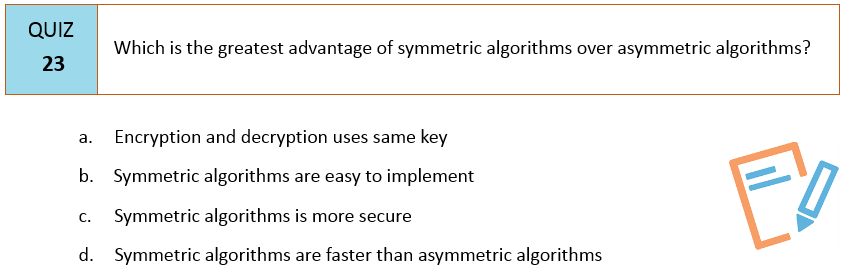 QUIZ
23
Which is the greatest advantage of symmetric algorithms over asymmetric algorithms?
a. Encryption and decryption uses same key
b. Symmetric algorithms are easy to implement
c. Symmetric algorithms is more secure
d. Symmetric algorithms are faster than asymmetric algorithms